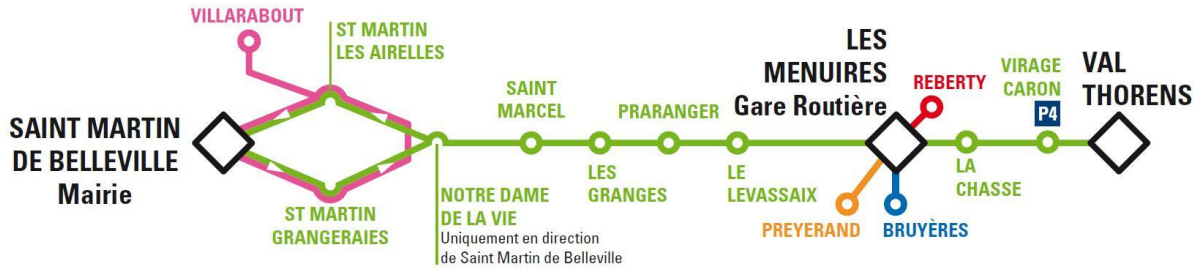 VILLARABOUT
ST MARTIN
LES AIRELLES
SAINT MARTIN
DE BELLEVILLE
Mairie
ST MARTIN
GRANGERAIES
NOTRE DAME
DE LA VIE
Uniquement en direction
de Saint Martin de Belleville
SAINT
MARCEL
LES
GRANGES
PRARANGER
LE
LEVASSAIX
LES
MENUIRES
Gare Routière
REBERTY
PREYERAND
BRUYÈRES
LA
CHASSE
VIRAGE
CARON
P4
VAL
THORENS